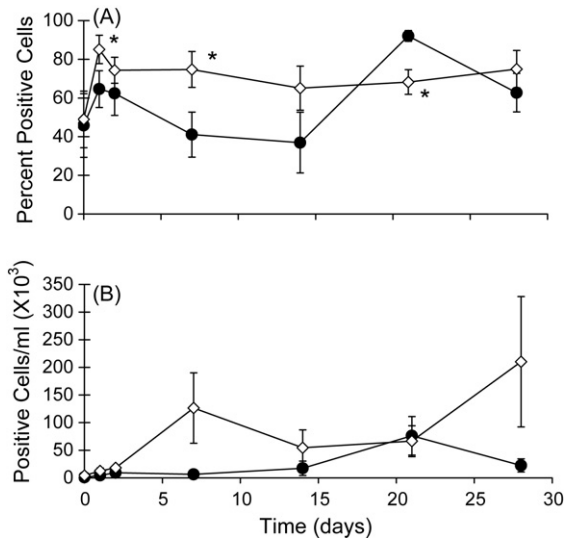 (A)
100
80
60
40
20
0
Percent Positive Cells
*
*
*
(B)
350
300
250
200
150
100
50
0
Positive Cells/ml (X10³)
0 5 10 15 20 25 30
Time (days)